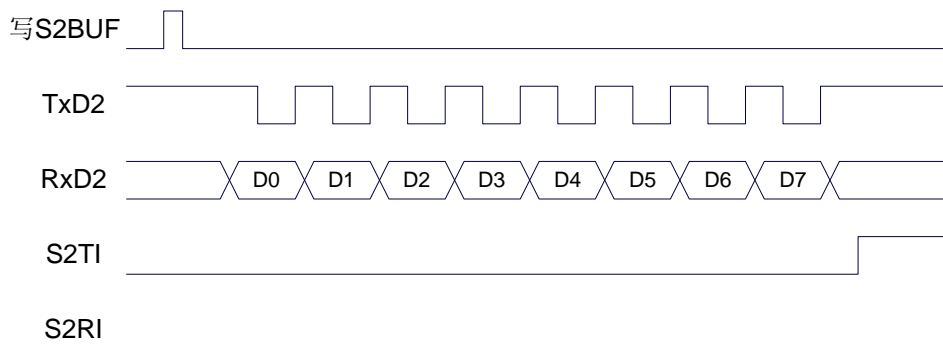 写S2BUF
TxD2
RxD2 D0 D1 D2 D3 D4 D5 D6 D7
S2TI
S2RI